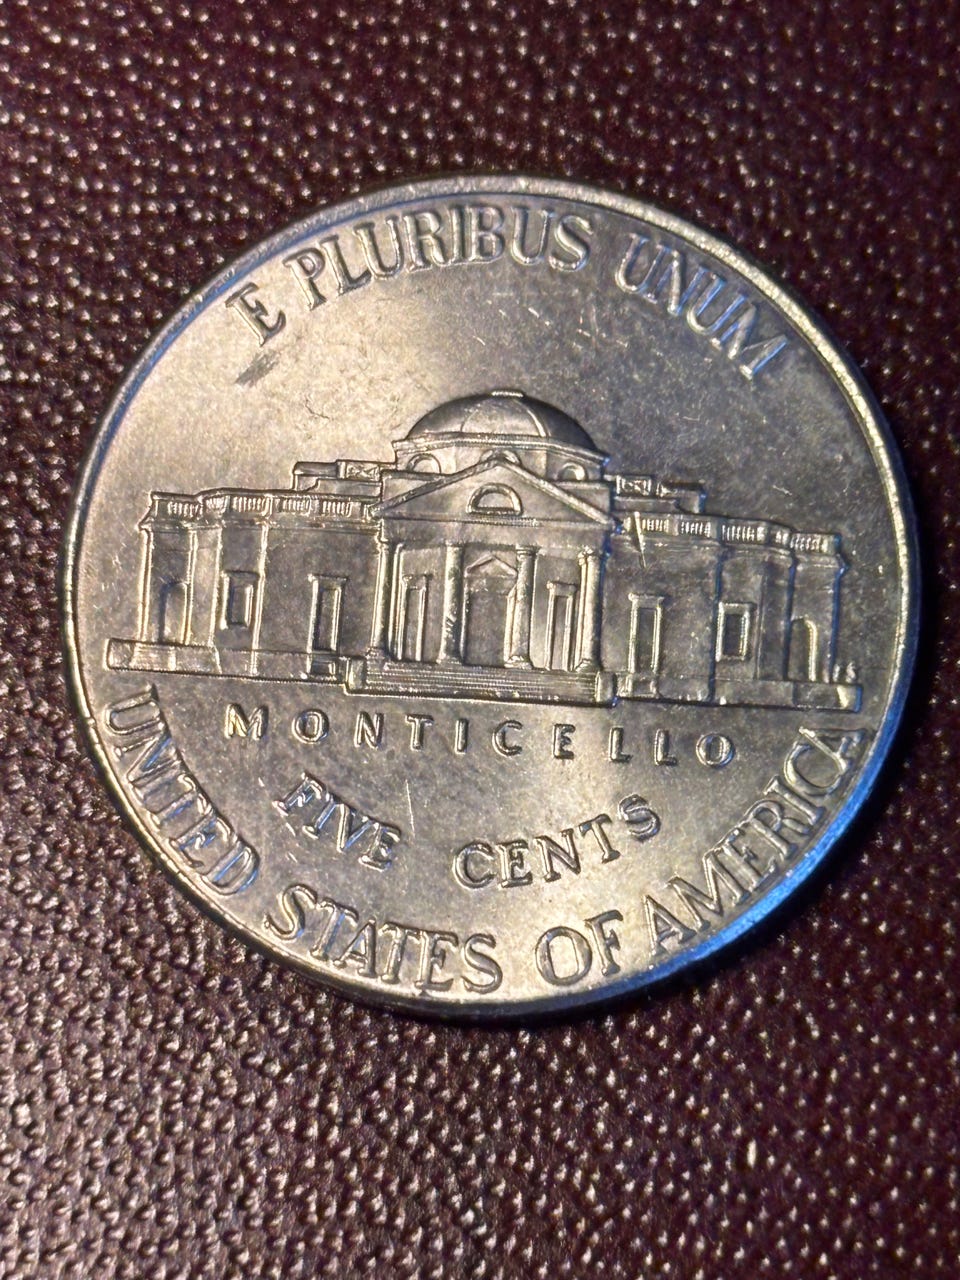 E PLURIBUS UNUM
MONTICELLO
FIVE CENTS
UNITED STATES OF AMERICA